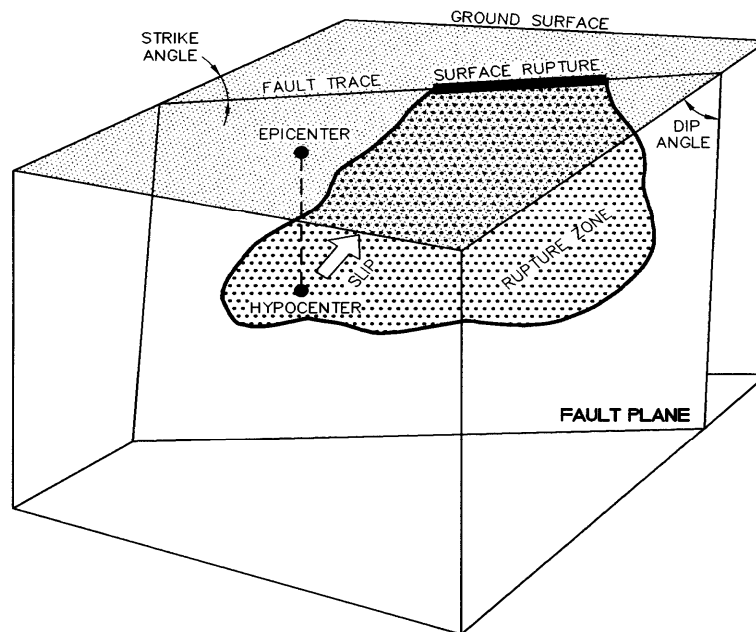 GROUND SURFACE
STRIKE
ANGLE
FAULT TRACE
SURFACE RUPTURE
EPICENTER
DIP
ANGLE
SLIP
RUPTURE ZONE
HYPOCENTER
FAULT PLANE